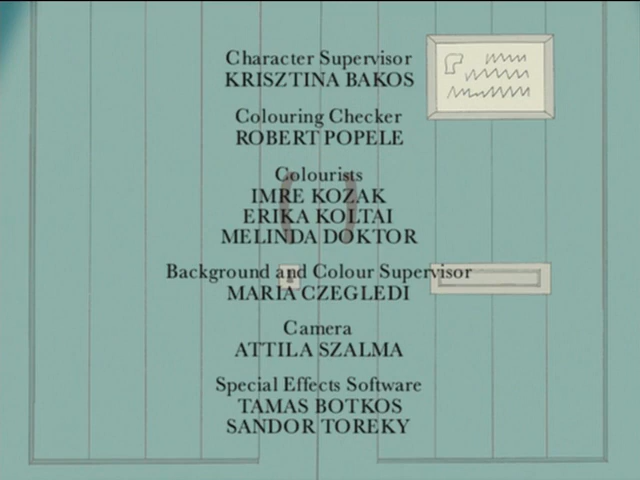 Character Supervisor
KRISZTINA BAKOS
Colouring Checker
ROBERT POPELE
Colourists
IMRE KOZAK
ERIKA KOLTAI
MELINDA DOKTOR
Background and Colour Supervisor
MARIA CZEGLEDI
Camera
ATTILA SZALMA
Special Effects Software
TAMAS BOTKOS
SANDOR TOREKY